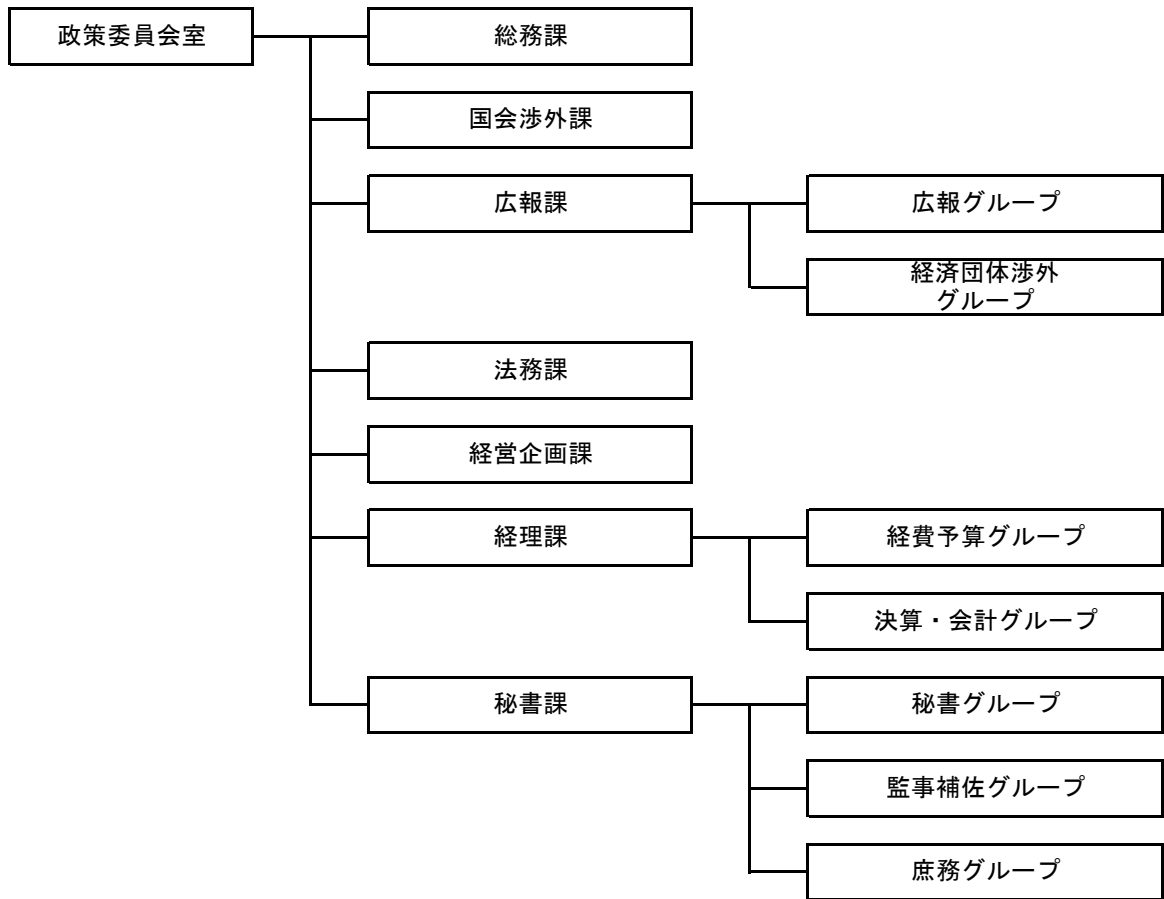 政策委員会室
総務課
国会渉外課
広報課
広報グループ
経済団体渉外
グループ
法務課
経営企画課
経理課
経費予算グループ
決算・会計グループ
秘書課
秘書グループ
監事補佐グループ
庶務グループ